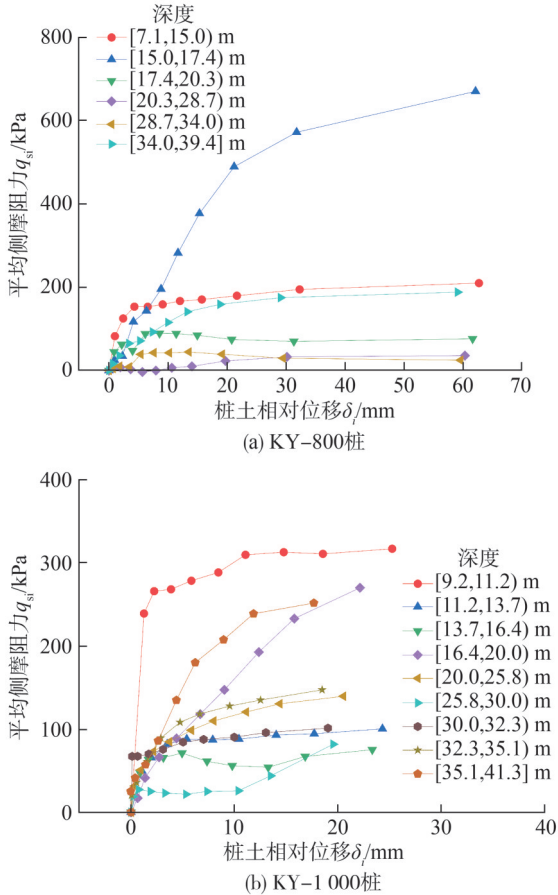 深度
[7.1,15.0) m
[15.0,17.4) m
[17.4,20.3) m
[20.3,28.7) m
[28.7,34.0) m
[34.0,39.4] m
平均侧摩阻力qsi/kPa
800
600
400
200
0
0 10 20 30 40 50 60 70
桩土相对位移δi/mm
(a) KY-800桩
深度
[9.2,11.2) m
[11.2,13.7) m
[13.7,16.4) m
[16.4,20.0) m
[20.0,25.8) m
[25.8,30.0) m
[30.0,32.3) m
[32.3,35.1) m
[35.1,41.3] m
平均侧摩阻力qsi/kPa
400
300
200
100
0
0 10 20 30 40
桩土相对位移δi/mm
(b) KY-1 000桩